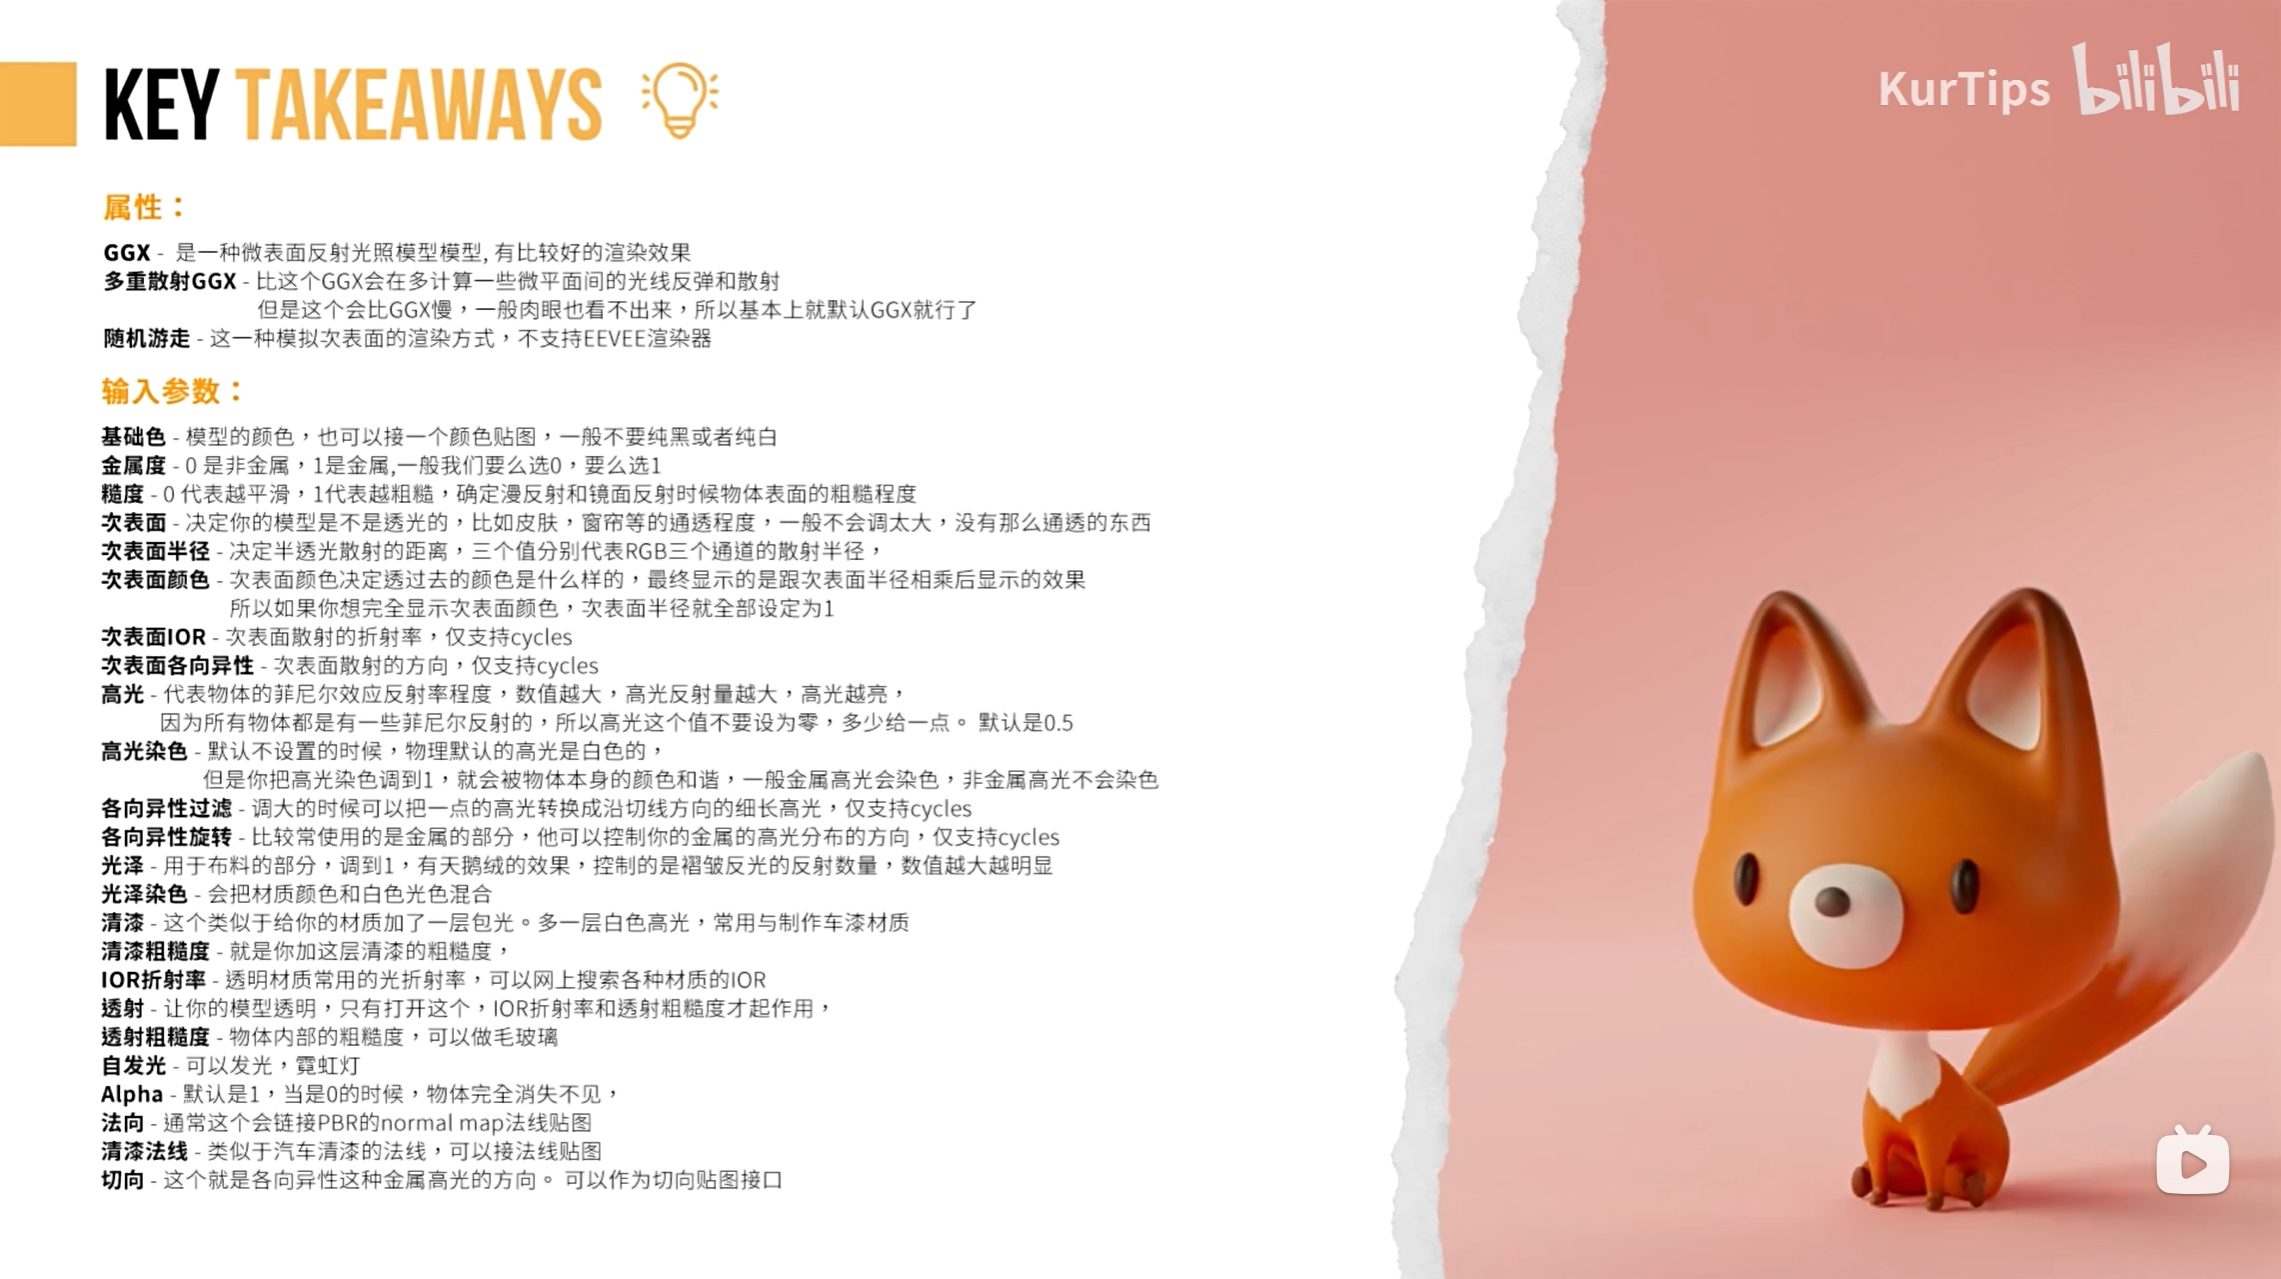 KEY TAKEAWAYS
KurTips bilibili
属性：
GGX - 是一种微表面反射光照模型模型, 有比较好的渲染效果
多重散射GGX - 比这个GGX会在多计算一些微平面间的光线反弹和散射
但是这个会比GGX慢，一般肉眼也看不出来，所以基本上就默认GGX就行了
随机游走 - 这一种模拟次表面的渲染方式，不支持EEVEE渲染器
输入参数：
基础色 - 模型的颜色，也可以接一个颜色贴图，一般不要纯黑或者纯白
金属度 - 0 是非金属，1是金属,一般我们要么选0，要么选1
糙度 - 0 代表越平滑，1代表越粗糙，确定漫反射和镜面反射时候物体表面的粗糙程度
次表面 - 决定你的模型是不是透光的，比如皮肤，窗帘等的通透程度，一般不会调太大，没有那么通透的东西
次表面半径 - 决定半透光散射的距离，三个值分别代表RGB三个通道的散射半径，
次表面颜色 - 次表面颜色决定透过去的颜色是什么样的，最终显示的是跟次表面半径相乘后显示的效果
所以如果你想完全显示次表面颜色，次表面半径就全部设定为1
次表面IOR - 次表面散射的折射率，仅支持cycles
次表面各向异性 - 次表面散射的方向，仅支持cycles
高光 - 代表物体的菲尼尔效应反射率程度，数值越大，高光反射量越大，高光越亮，
因为所有物体都是有一些菲尼尔反射的，所以高光这个值不要设为零，多少给一点。 默认是0.5
高光染色 - 默认不设置的时候，物理默认的高光是白色的，
但是你把高光染色调到1，就会被物体本身的颜色和谐，一般金属高光会染色，非金属高光不会染色
各向异性过滤 - 调大的时候可以把一点的高光转换成沿切线方向的细长高光，仅支持cycles
各向异性旋转 - 比较常使用的是金属的部分，他可以控制你的金属的高光分布的方向，仅支持cycles
光泽 - 用于布料的部分，调到1，有天鹅绒的效果，控制的是褶皱反光的反射数量，数值越大越明显
光泽染色 - 会把材质颜色和白色光色混合
清漆 - 这个类似于给你的材质加了一层包光。多一层白色高光，常用与制作车漆材质
清漆粗糙度 - 就是你加这层清漆的粗糙度，
IOR折射率 - 透明材质常用的光折射率，可以网上搜索各种材质的IOR
透射 - 让你的模型透明，只有打开这个，IOR折射率和透射粗糙度才起作用，
透射粗糙度 - 物体内部的粗糙度，可以做毛玻璃
自发光 - 可以发光，霓虹灯
Alpha - 默认是1，当是0的时候，物体完全消失不见，
法向 - 通常这个会链接PBR的normal map法线贴图
清漆法线 - 类似于汽车清漆的法线，可以接法线贴图
切向 - 这个就是各向异性这种金属高光的方向。 可以作为切向贴图接口